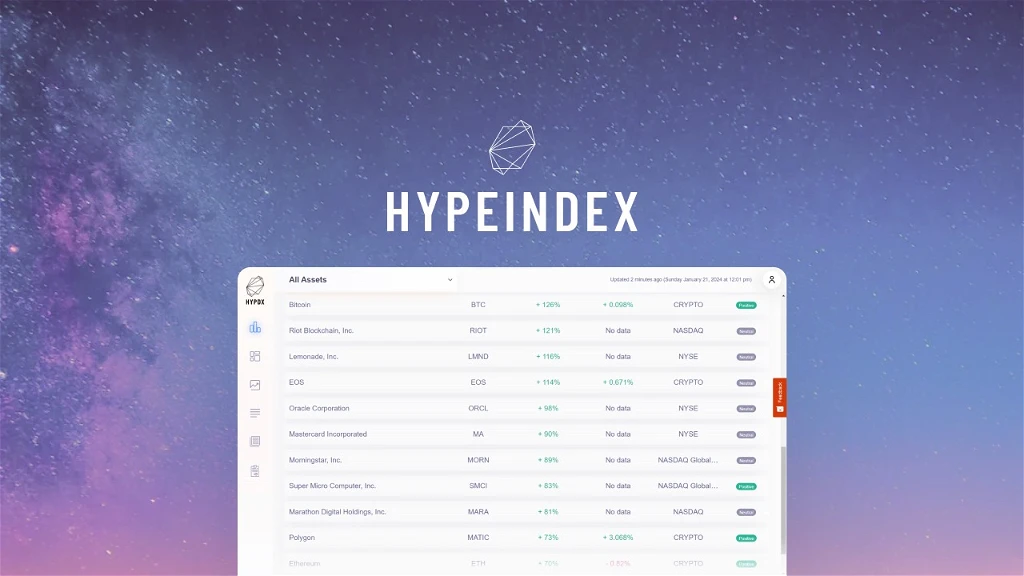 HYPEINDEX
HYPDX
All Assets
Updated 2 minutes ago (Sunday January 21, 2024 at 12:01 pm)
Bitcoin BTC + 126% + 0.098% CRYPTO Positive
Riot Blockchain, Inc. RIOT + 121% No data NASDAQ Neutral
Lemonade, Inc. LMND + 116% No data NYSE Neutral
EOS EOS + 114% + 0.671% CRYPTO Neutral
Feedback
Oracle Corporation ORCL + 98% No data NYSE Neutral
Mastercard Incorporated MA + 90% No data NYSE Neutral
Morningstar, Inc. MORN + 89% No data NASDAQ Global... Neutral
Super Micro Computer, Inc. SMCI + 83% No data NASDAQ Global... Positive
Marathon Digital Holdings, Inc. MARA + 81% No data NASDAQ Neutral
Polygon MATIC + 73% + 3.068% CRYPTO Positive
Ethereum ETH + 70% - 0.82% CRYPTO Positive